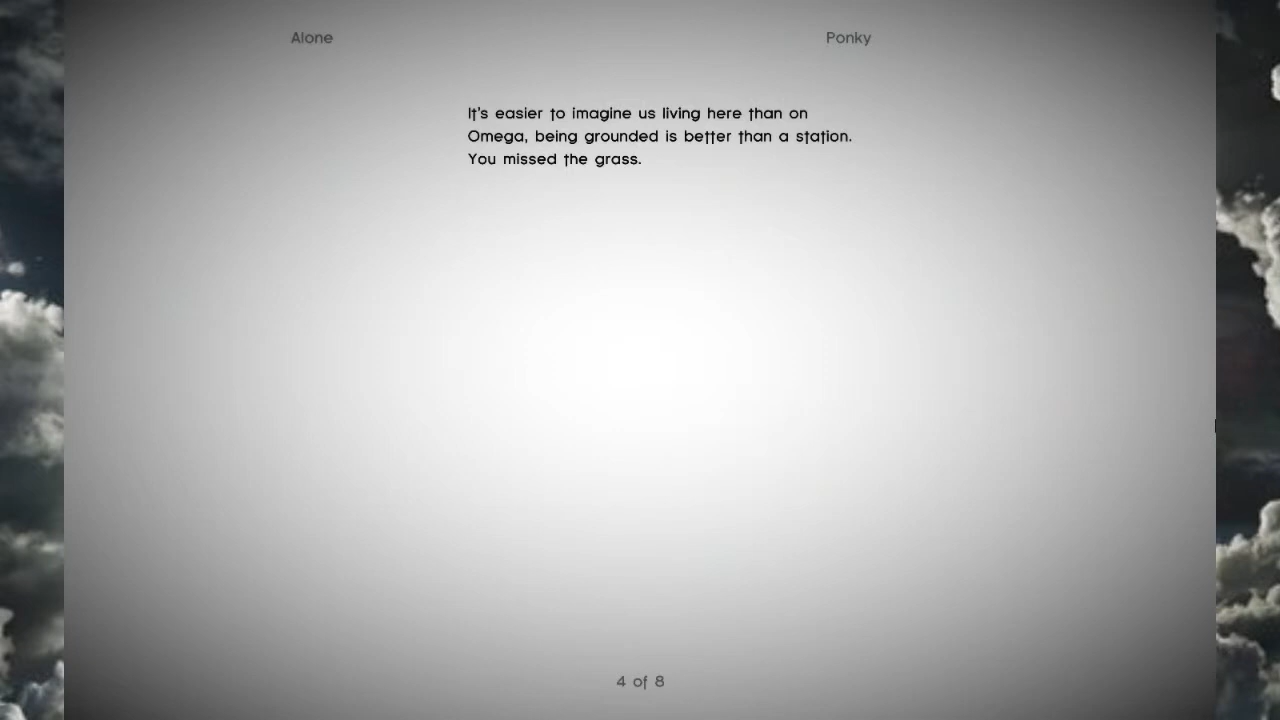 Alone
Ponky
It's easier to imagine us living here than on
Omega, being grounded is better than a station.
You missed the grass.
4 of 8